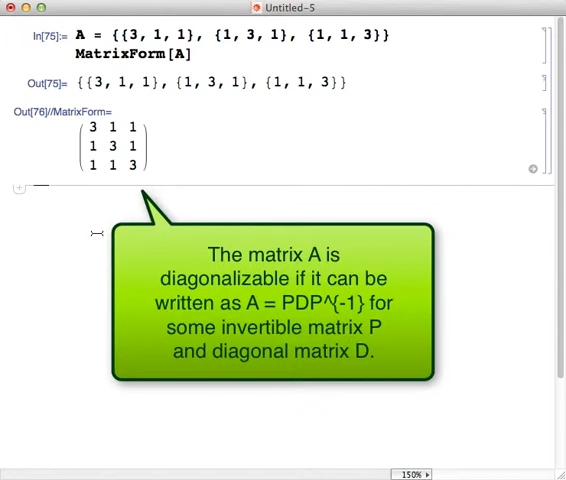 Untitled-5
In[75]:= A = {{3, 1, 1}, {1, 3, 1}, {1, 1, 3}}
MatrixForm[A]
Out[75]= {{3, 1, 1}, {1, 3, 1}, {1, 1, 3}}
Out[76]//MatrixForm=
3 1 1
1 3 1
1 1 3
The matrix A is
diagonalizable if it can be
written as A = PDP^{-1} for
some invertible matrix P
and diagonal matrix D.
150%